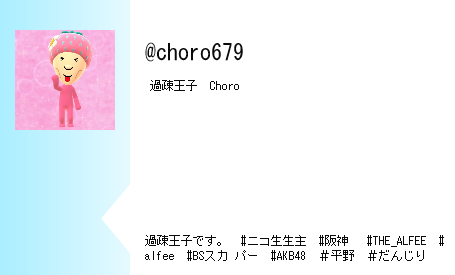 @choro679
過疎王子　Choro
過疎王子です。　#ニコ生生主　#阪神　 #THE_ALFEE　#
alfee　#BSスカ パー　#AKB48　＃平野　＃だんじり